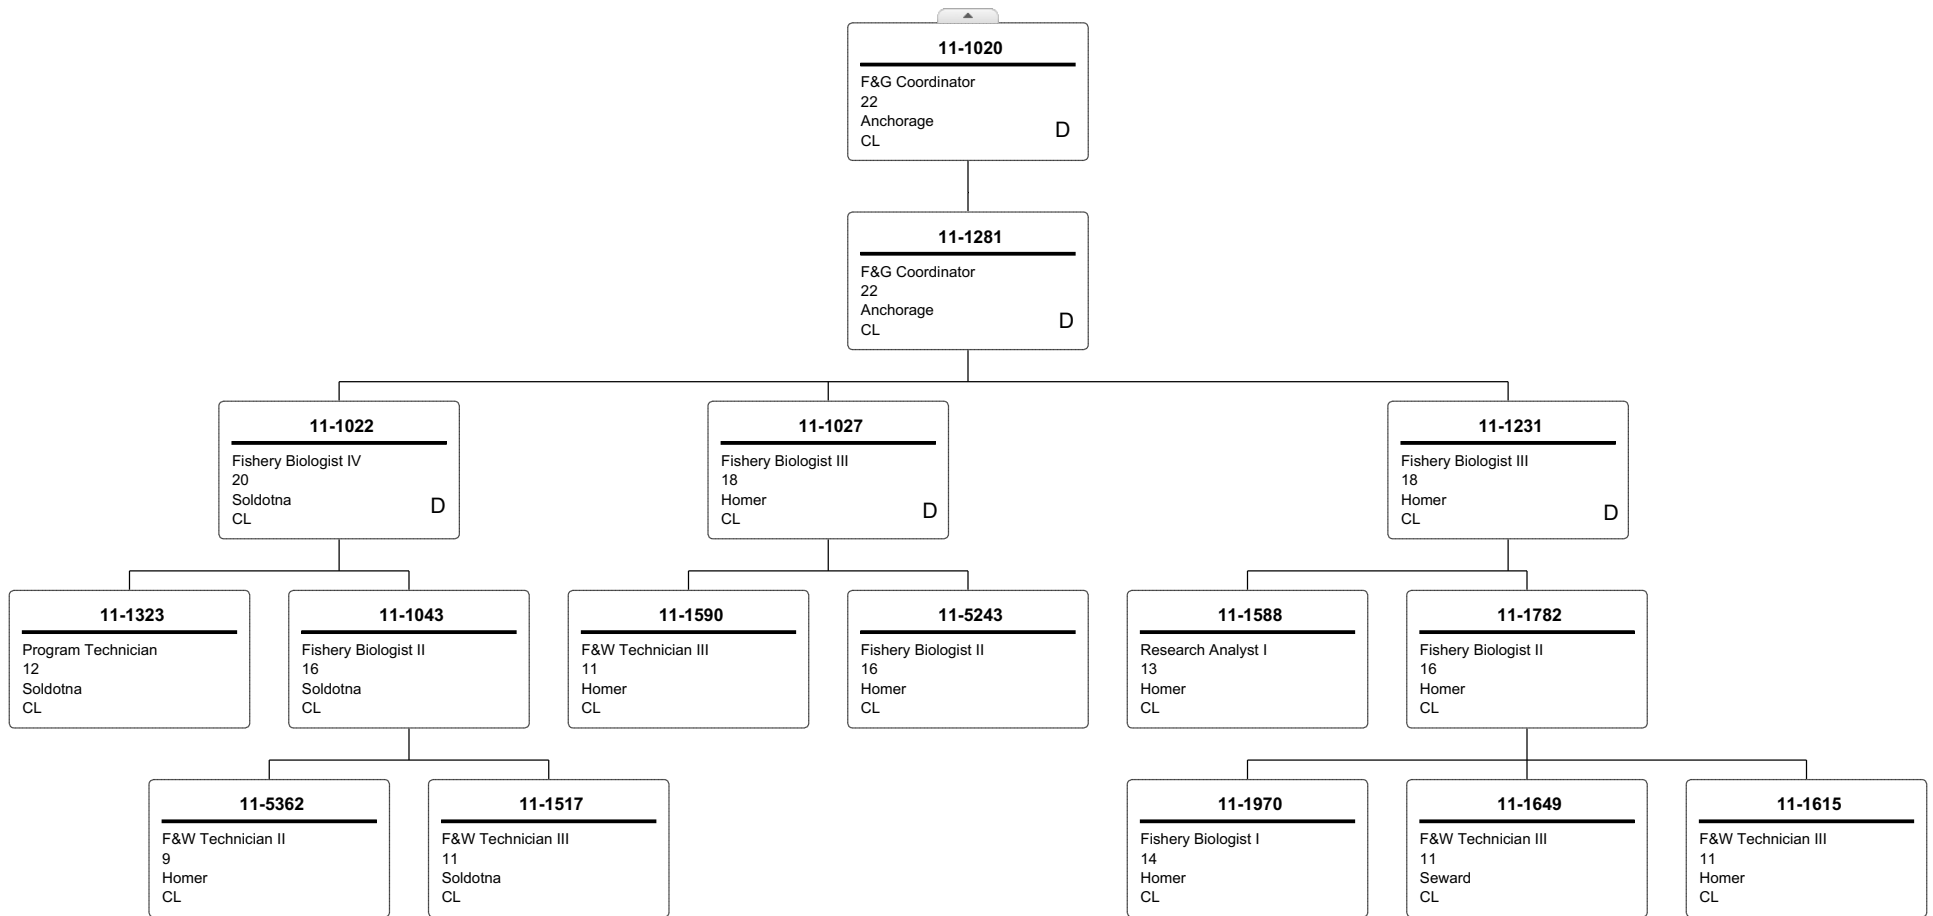 11-1020
F&G Coordinator
22
Anchorage
CL
D
11-1281
F&G Coordinator
22
Anchorage
CL
D
11-1022
Fishery Biologist IV
20
Soldotna
CL
D
11-1027
Fishery Biologist III
18
Homer
CL
D
11-1231
Fishery Biologist III
18
Homer
CL
D
11-1323
Program Technician
12
Soldotna
CL
11-1043
Fishery Biologist II
16
Soldotna
CL
11-1590
F&W Technician III
11
Homer
CL
11-5243
Fishery Biologist II
16
Homer
CL
11-1588
Research Analyst I
13
Homer
CL
11-1782
Fishery Biologist II
16
Homer
CL
11-5362
F&W Technician II
9
Homer
CL
11-1517
F&W Technician III
11
Soldotna
CL
11-1970
Fishery Biologist I
14
Homer
CL
11-1649
F&W Technician III
11
Seward
CL
11-1615
F&W Technician III
11
Homer
CL